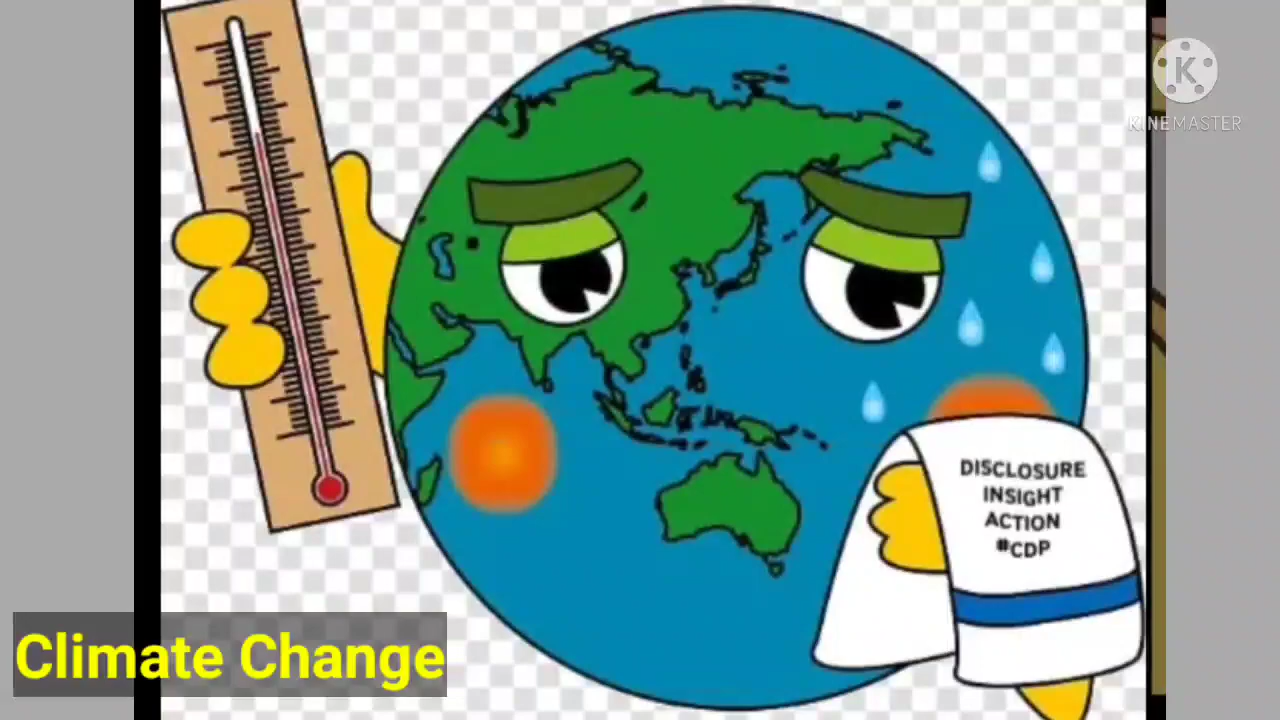 K
KINEMASTER
DISCLOSURE
INSIGHT
ACTION
#CDP
Climate Change